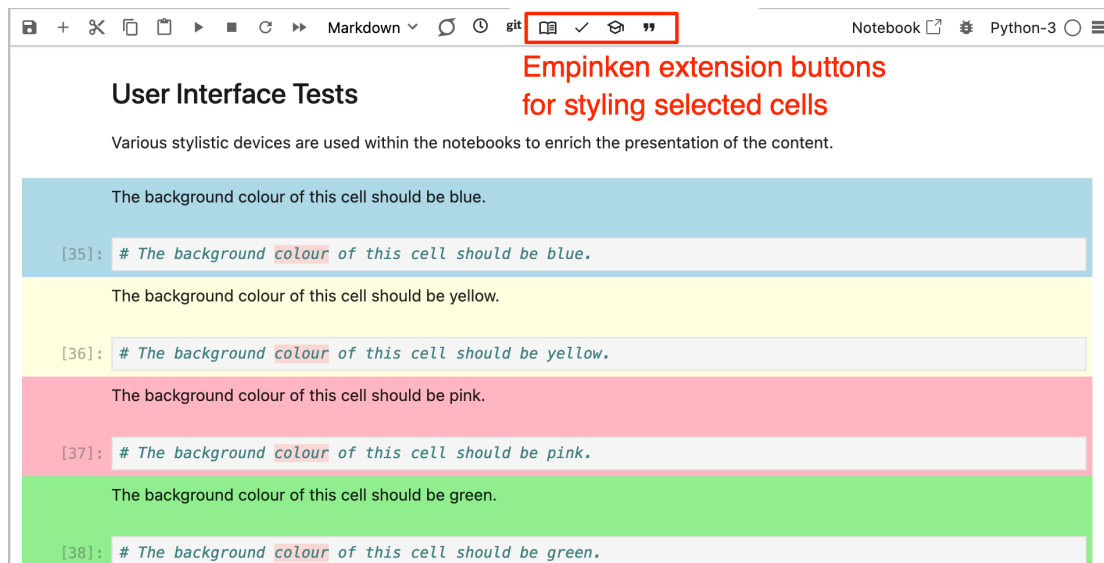 Markdown git Notebook Python-3
Empinken extension buttons
for styling selected cells
User Interface Tests
Various stylistic devices are used within the notebooks to enrich the presentation of the content.
The background colour of this cell should be blue.
[35]: # The background colour of this cell should be blue.
The background colour of this cell should be yellow.
[36]: # The background colour of this cell should be yellow.
The background colour of this cell should be pink.
[37]: # The background colour of this cell should be pink.
The background colour of this cell should be green.
[38]: # The background colour of this cell should be green.